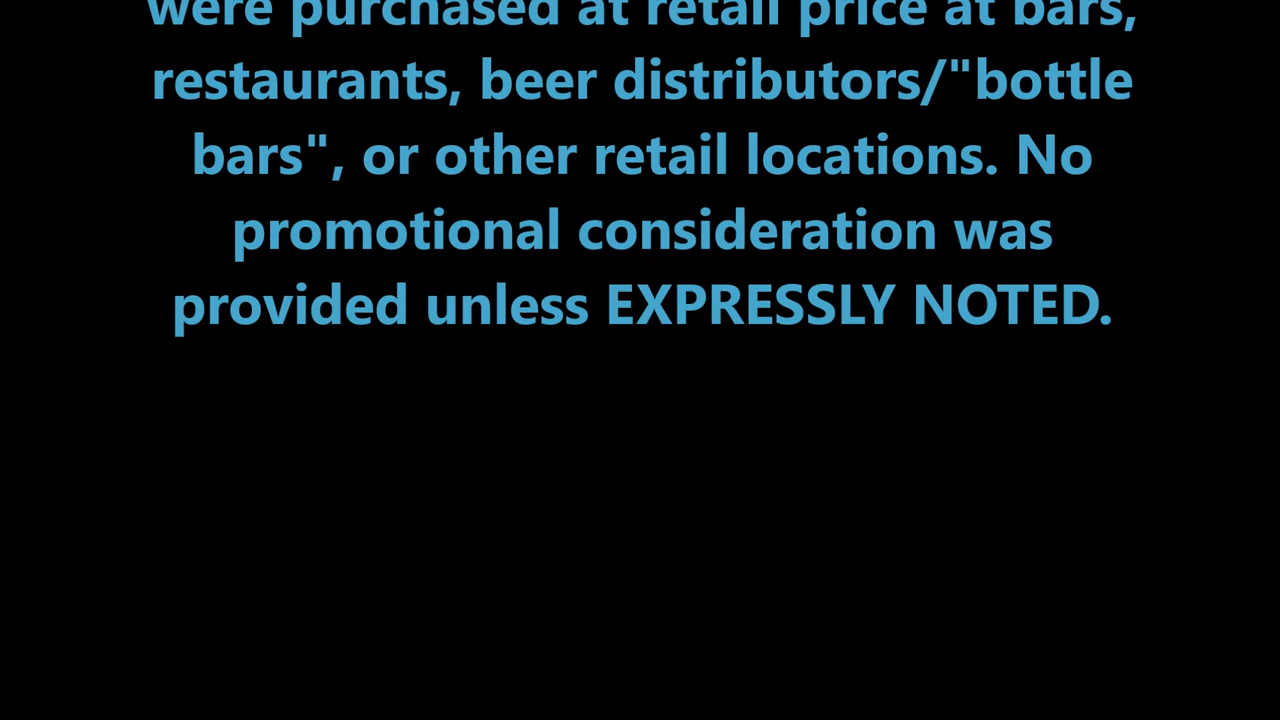 were purchased at retail price at bars,
restaurants, beer distributors/"bottle
bars", or other retail locations. No
promotional consideration was
provided unless EXPRESSLY NOTED.